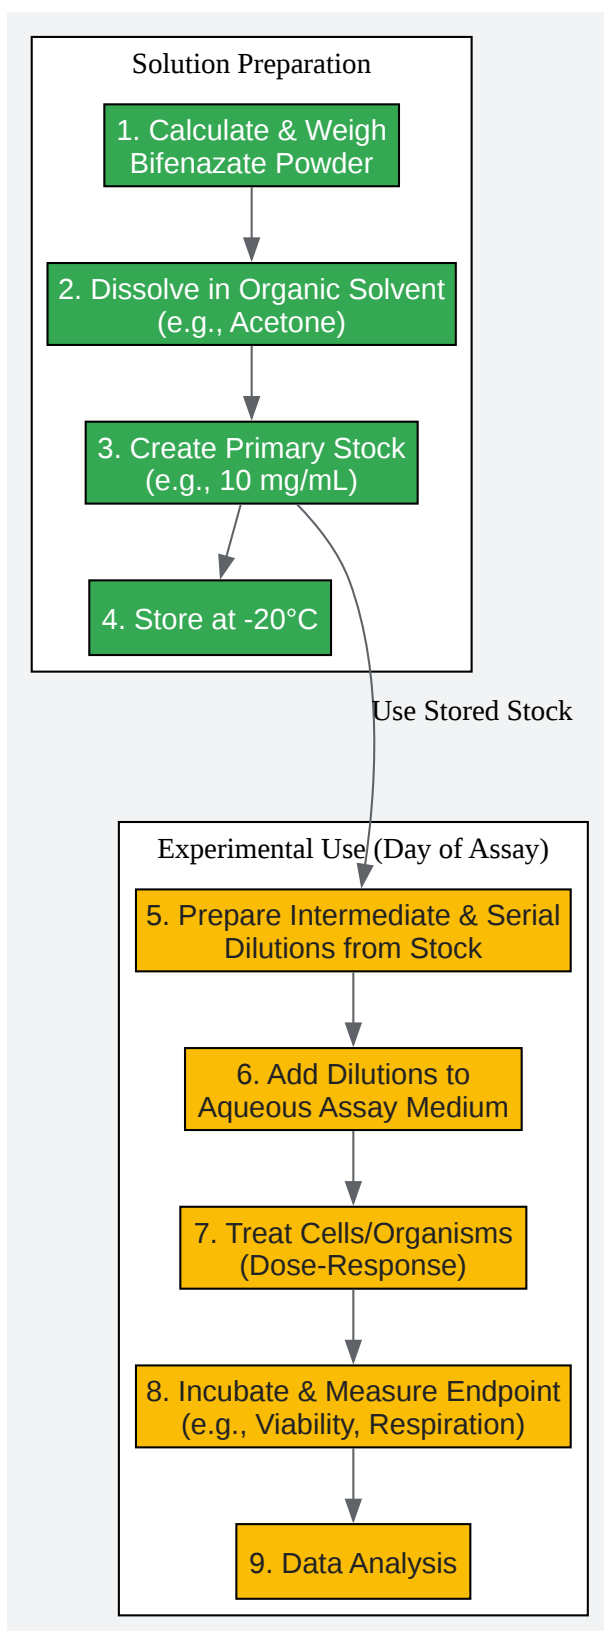 Solution Preparation
1. Calculate & Weigh
Bifenazate Powder
2. Dissolve in Organic Solvent
(e.g., Acetone)
3. Create Primary Stock
(e.g., 10 mg/mL)
4. Store at -20°C
Use Stored Stock
Experimental Use (Day of Assay)
5. Prepare Intermediate & Serial
Dilutions from Stock
6. Add Dilutions to
Aqueous Assay Medium
7. Treat Cells/Organisms
(Dose-Response)
8. Incubate & Measure Endpoint
(e.g., Viability, Respiration)
9. Data Analysis